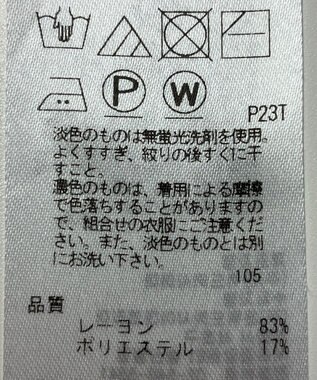 P W
P23T
淡色のものは無蛍光洗剤を使用。
よくすすぎ、絞りの後すぐに干
すこと。
濃色のものは、着用による摩擦
で色落ちすることがありますの
で、組合せの衣服にご注意くだ
さい。また、淡色のものとは別
にお洗い下さい。
105
品質
レーヨン 83%
ポリエステル 17%